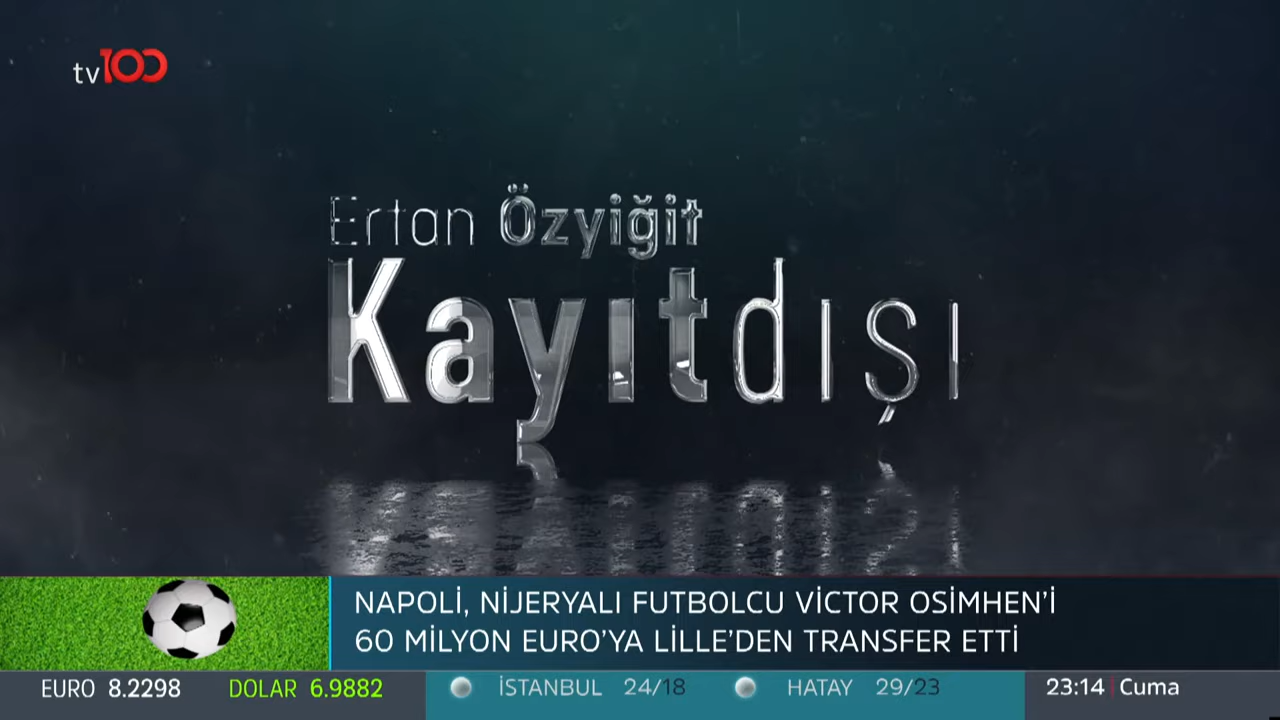 tv100
Ertan Özyiğit
Kayıtdışı
NAPOLİ, NİJERYALI FUTBOLCU VİCTOR OSİMHEN'İ
60 MİLYON EURO'YA LİLLE'DEN TRANSFER ETTİ
EURO 8.2298 DOLAR 6.9882 İSTANBUL 24/18 HATAY 29/23 23:14 Cuma